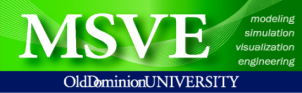 MSVE
modeling
simulation
visualization
engineering
OldDominionUNIVERSITY